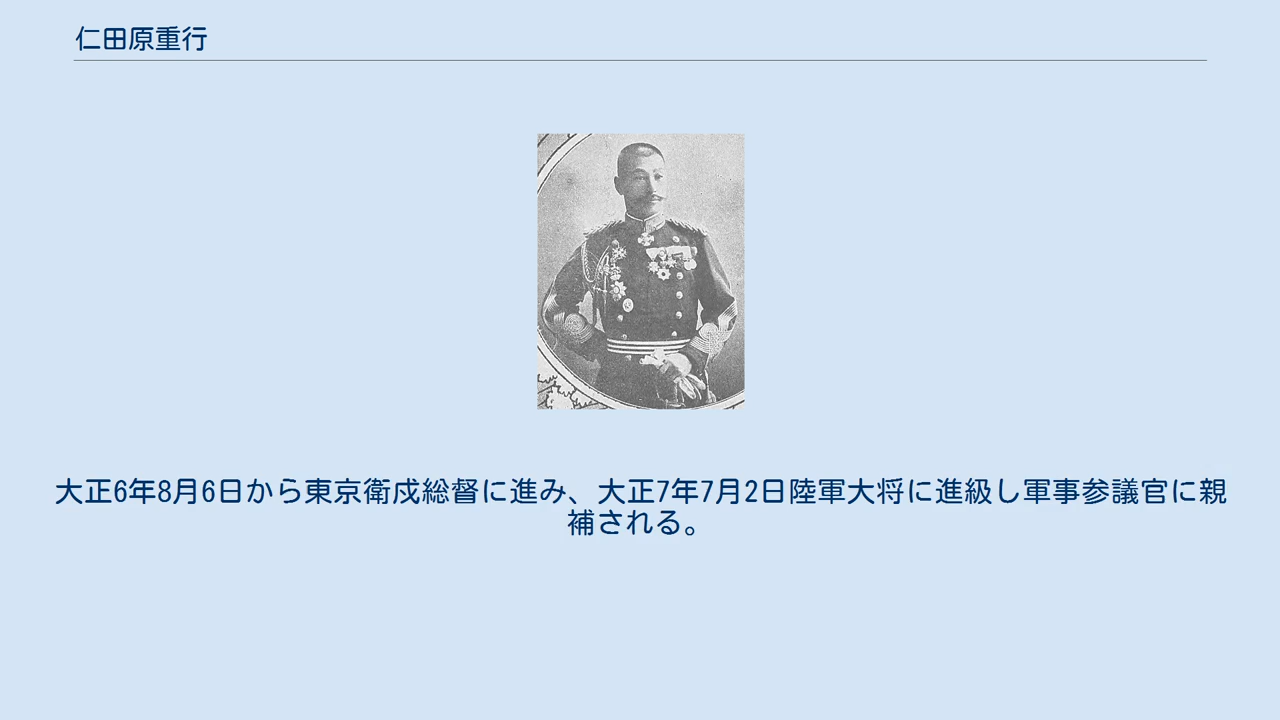 仁田原重行
大正6年8月6日から東京衛戍総督に進み、大正7年7月2日陸軍大将に進級し軍事参議官に親
補される。